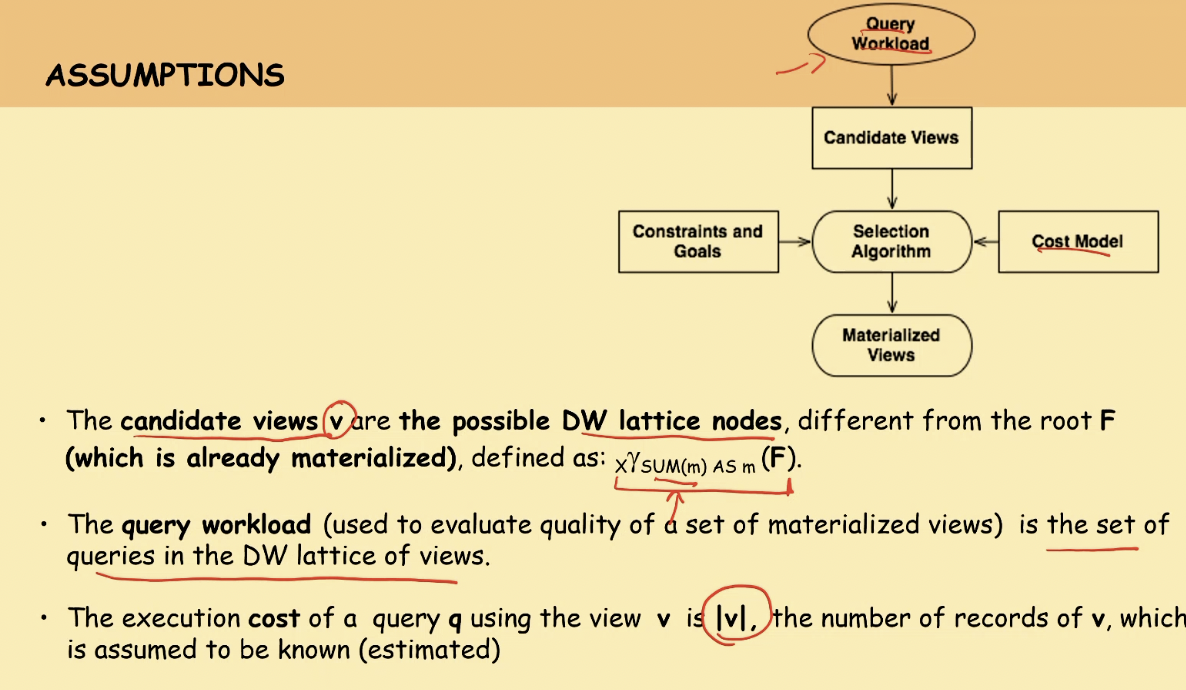 Query
Workload
ASSUMPTIONS
Candidate Views
Constraints and
Goals
Selection
Algorithm
Cost Model
Materialized
Views
• The candidate views v are the possible DW lattice nodes, different from the root F
(which is already materialized), defined as: XγSUM(m) AS m (F).
• The query workload (used to evaluate quality of a set of materialized views) is the set of
queries in the DW lattice of views.
• The execution cost of a query q using the view v is |v|, the number of records of v, which
is assumed to be known (estimated)